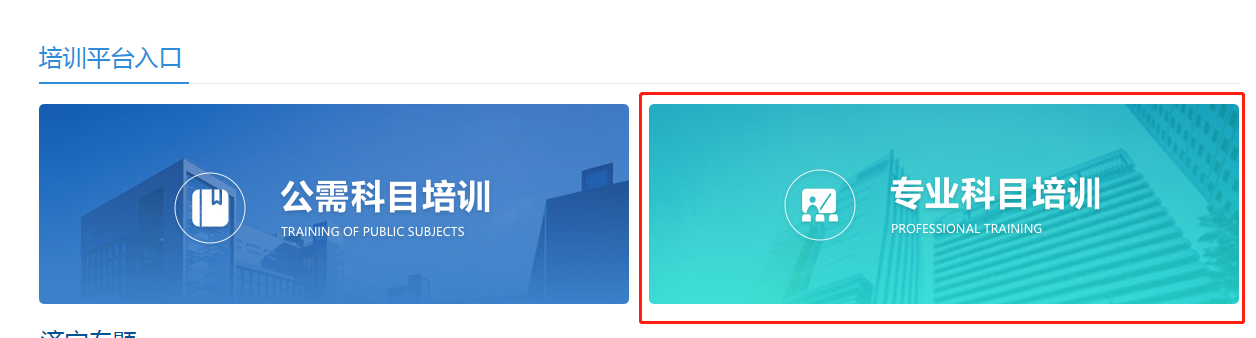 培训平台入口
公需科目培训
TRAINING OF PUBLIC SUBJECTS
专业科目培训
PROFESSIONAL TRAINING